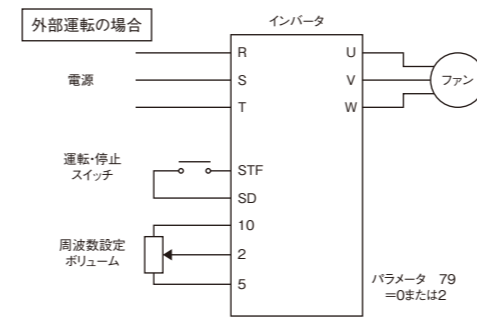 外部運転の場合
インバータ
R
U
電源
S
V
ファン
T
W
運転・停止
スイッチ
STF
SD
10
周波数設定
ボリューム
2
5
パラメータ 79
＝0または2